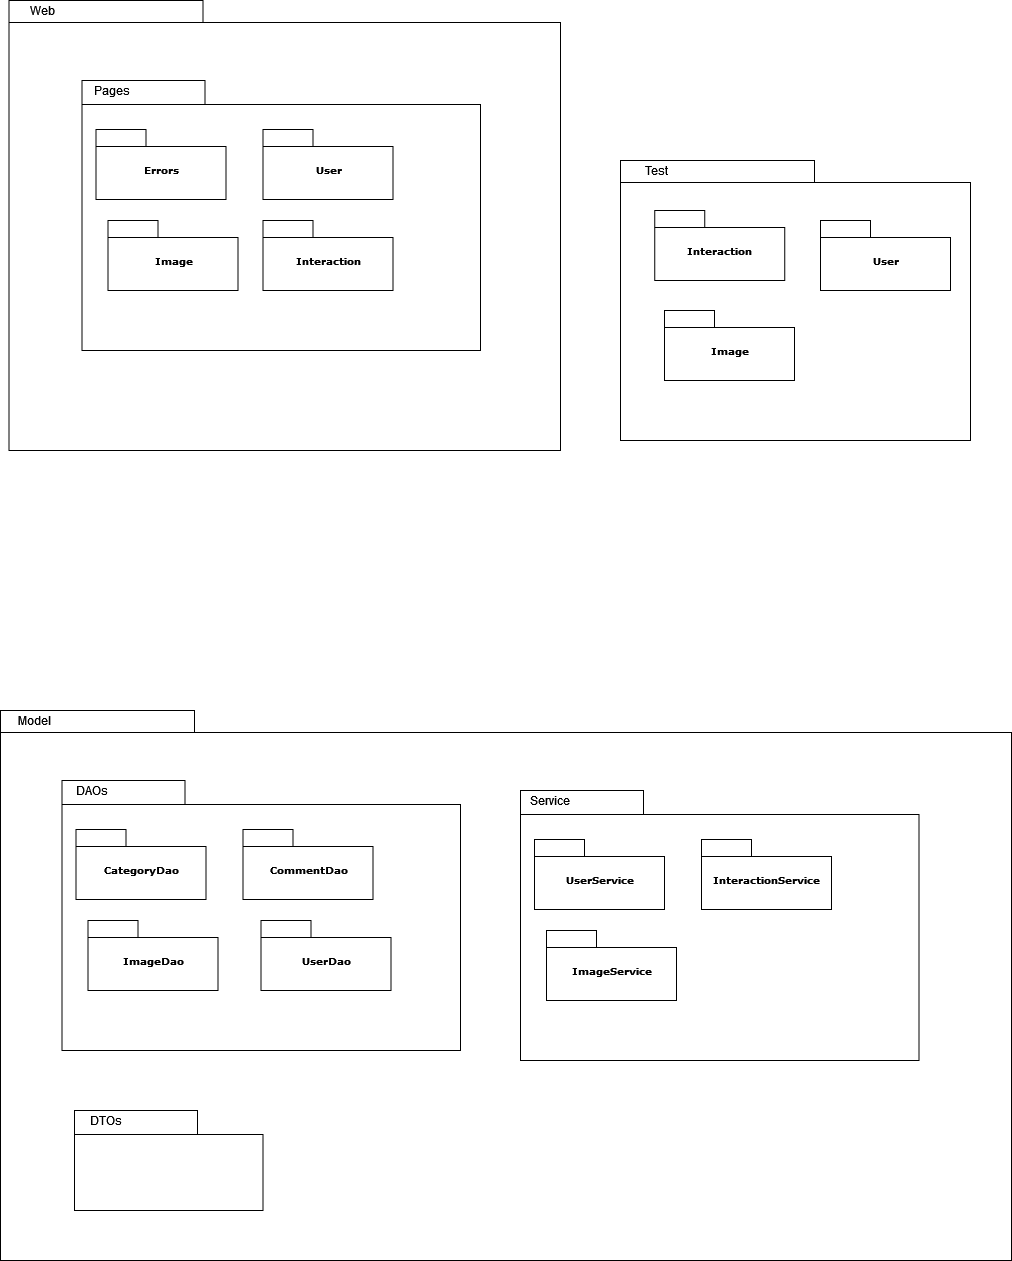 Web
Pages
Errors
User
Image
Interaction
Test
Interaction
User
Image
Model
DAOs
CategoryDao
CommentDao
ImageDao
UserDao
Service
UserService
InteractionService
ImageService
DTOs